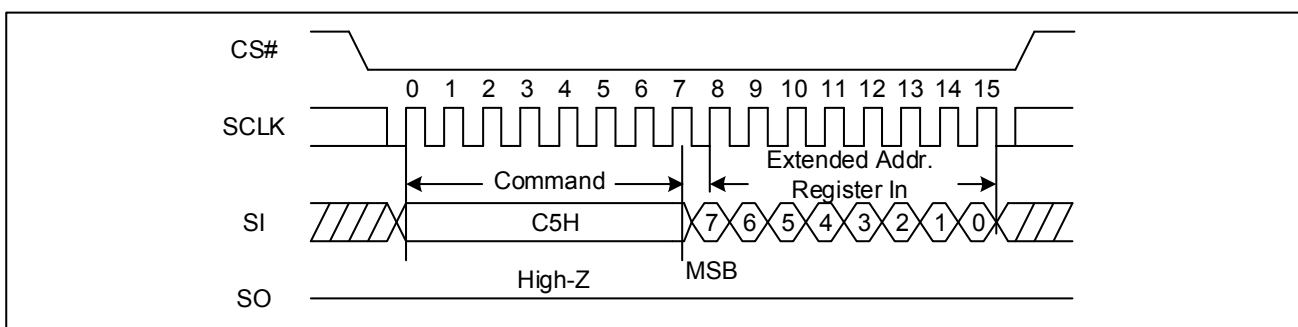 CS#
0 1 2 3 4 5 6 7 8 9 10 11 12 13 14 15
SCLK
Command
Extended Addr.
Register In
SI
C5H
7 6 5 4 3 2 1 0
High-Z
MSB
SO